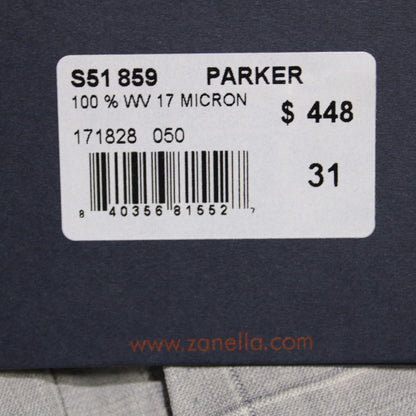 S51 859 PARKER
100 % WV 17 MICRON
$ 448
171828 050
31
8 40356 81552 7
www.zanella.com